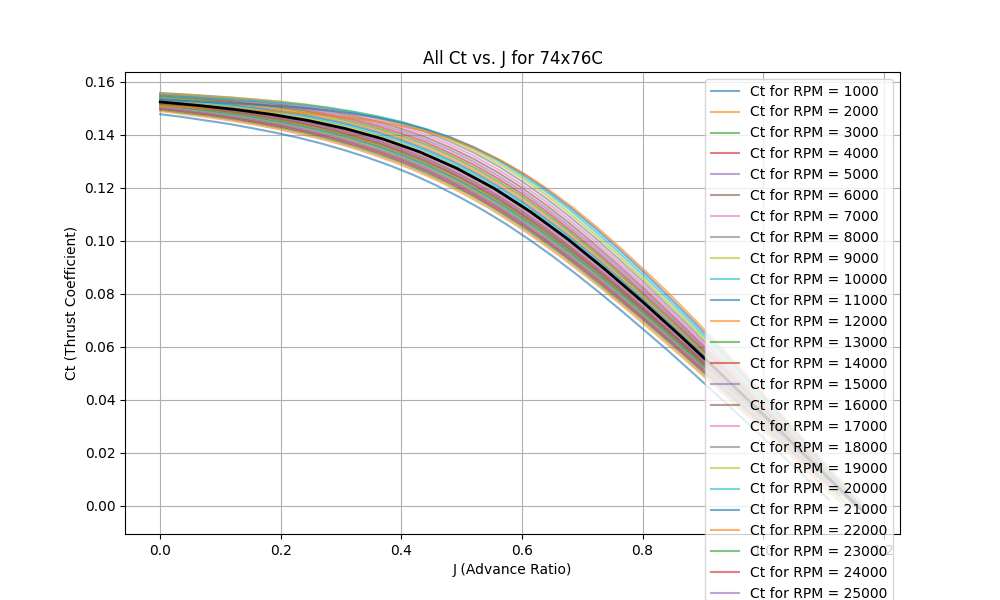 All Ct vs. J for 74x76C
Ct (Thrust Coefficient)
0.16
0.14
0.12
0.10
0.08
0.06
0.04
0.02
0.00
0.0 0.2 0.4 0.6 0.8 1.0 1.2
J (Advance Ratio)
Ct for RPM = 1000
Ct for RPM = 2000
Ct for RPM = 3000
Ct for RPM = 4000
Ct for RPM = 5000
Ct for RPM = 6000
Ct for RPM = 7000
Ct for RPM = 8000
Ct for RPM = 9000
Ct for RPM = 10000
Ct for RPM = 11000
Ct for RPM = 12000
Ct for RPM = 13000
Ct for RPM = 14000
Ct for RPM = 15000
Ct for RPM = 16000
Ct for RPM = 17000
Ct for RPM = 18000
Ct for RPM = 19000
Ct for RPM = 20000
Ct for RPM = 21000
Ct for RPM = 22000
Ct for RPM = 23000
Ct for RPM = 24000
Ct for RPM = 25000